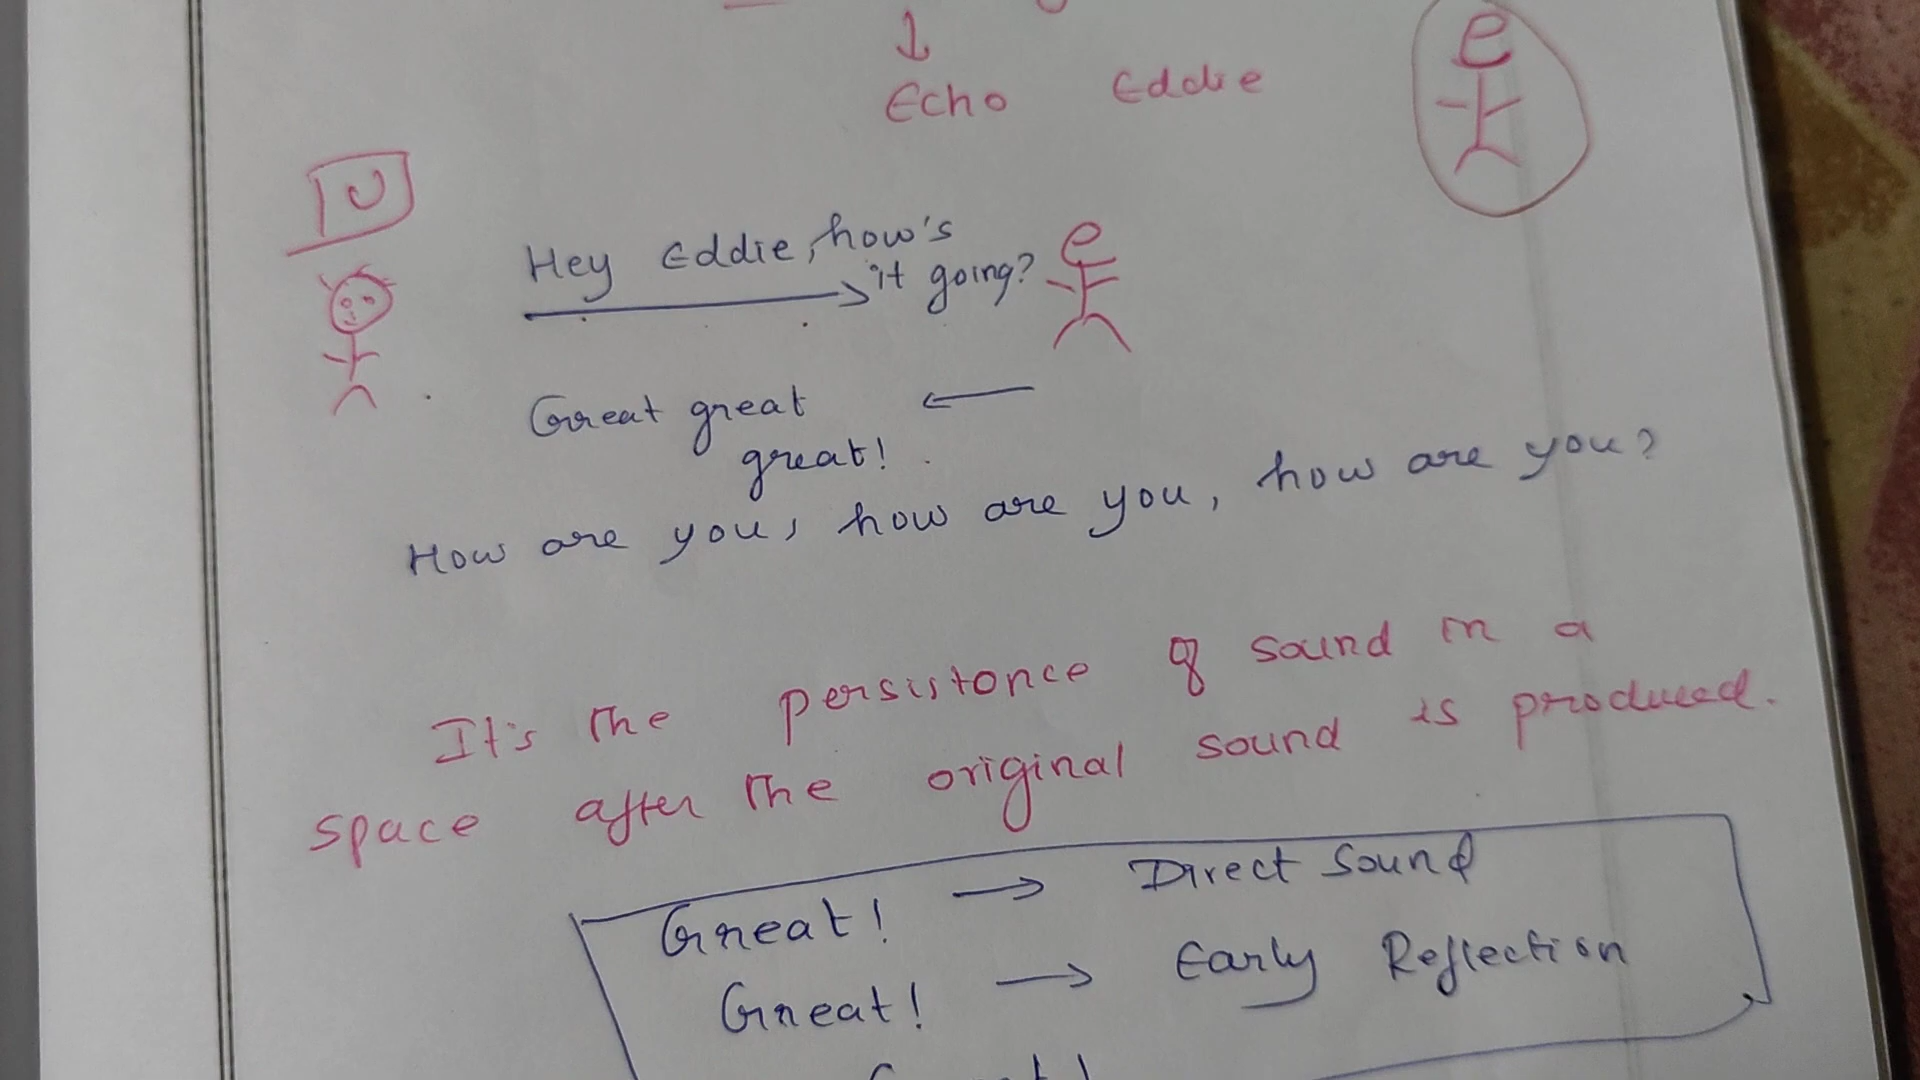 Echo Eddie
e
U
Hey Eddie, how's
it going?
e
Great great
great!
How are you, how are you, how are you?
It's the persistance of sound in a
space after the original sound is produced.
Great! → Direct Sound
Great! → Early Reflection